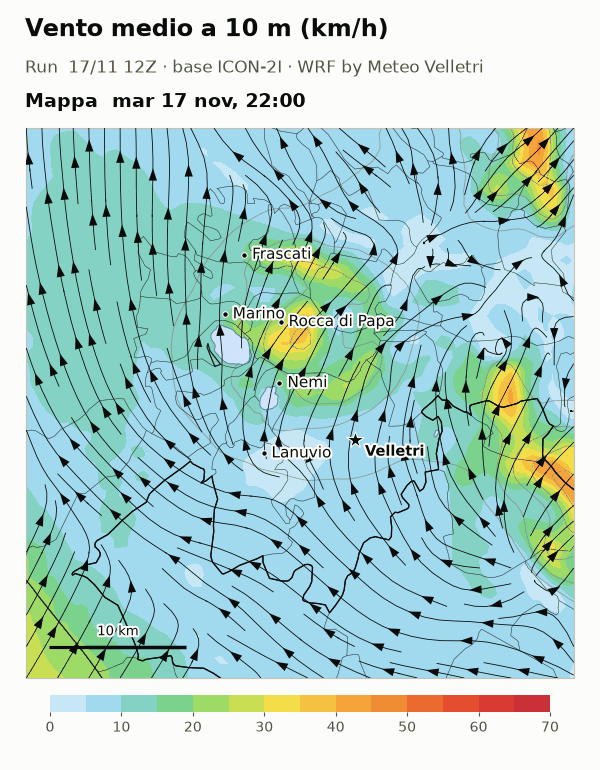 Vento medio a 10 m (km/h)
Run 17/11 12Z · base ICON-2I · WRF by Meteo Velletri
Mappa mar 17 nov, 22:00
Frascati
Marino
Rocca di Papa
Nemi
Lanuvio
Velletri
10 km
0 10 20 30 40 50 60 70